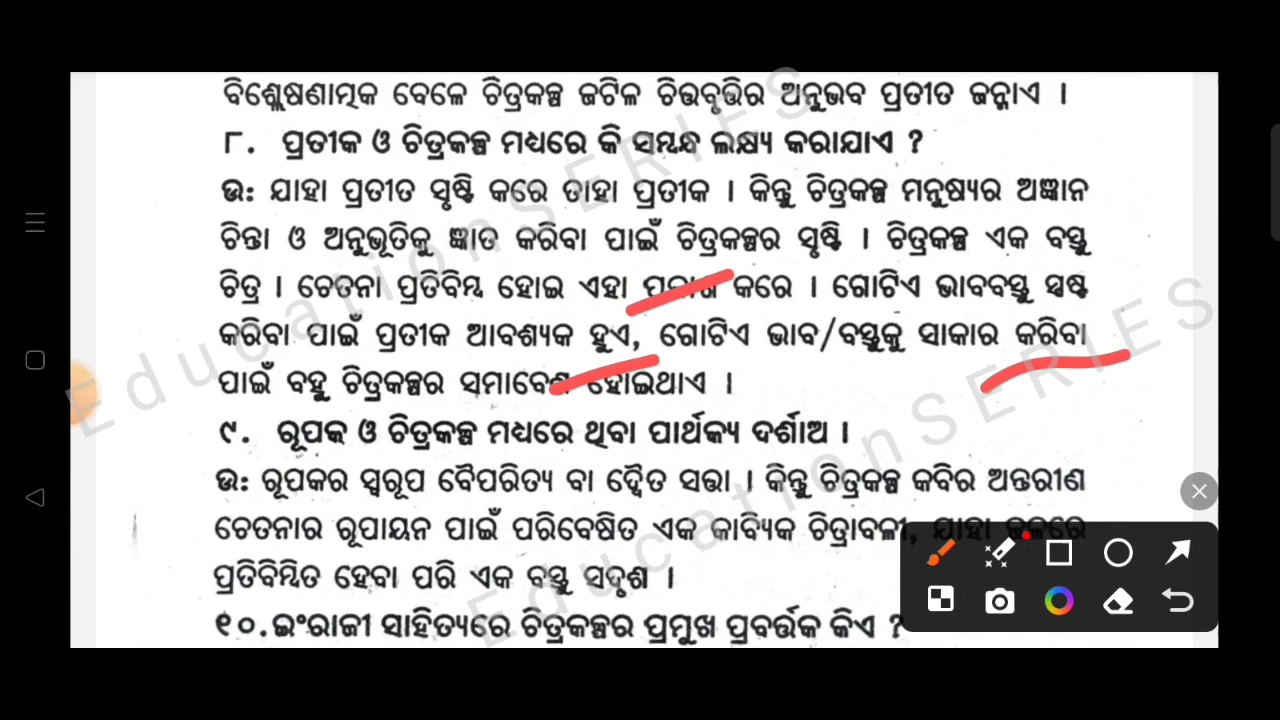 ବିଶ୍ଳେଷଣାତ୍ମକ ବେଳେ ଚିତ୍ରକଳ୍ପ ଜଟିଳ ଚିତ୍ତବୃତ୍ତିର ଅନୁଭବ ପ୍ରତୀତ ଜନ୍ମାଏ ।
୮. ପ୍ରତୀକ ଓ ଚିତ୍ରକଳ୍ପ ମଧ୍ୟରେ କି ସମ୍ବନ୍ଧ ଲକ୍ଷ୍ୟ କରାଯାଏ ?
ଉ: ଯାହା ପ୍ରତୀତ ସୃଷ୍ଟି କରେ ତାହା ପ୍ରତୀକ । କିନ୍ତୁ ଚିତ୍ରକଳ୍ପ ମନୁଷ୍ୟର ଅଜ୍ଞାନ
ଚିନ୍ତା ଓ ଅନୁଭୂତିକୁ ଜ୍ଞାତ କରିବା ପାଇଁ ଚିତ୍ରକଳ୍ପର ସୃଷ୍ଟି । ଚିତ୍ରକଳ୍ପ ଏକ ବସ୍ତୁ
ଚିତ୍ର । ଚେତନା ପ୍ରତିବିମ୍ବ ହୋଇ ଏହା ପ୍ରକାଶ କରେ । ଗୋଟିଏ ଭାବବସ୍ତୁ ସ୍ପଷ୍ଟ
କରିବା ପାଇଁ ପ୍ରତୀକ ଆବଶ୍ୟକ ହୁଏ, ଗୋଟିଏ ଭାବ/ବସ୍ତୁକୁ ସାକାର କରିବା
ପାଇଁ ବହୁ ଚିତ୍ରକଳ୍ପର ସମାବେଶ ହୋଇଥାଏ ।
୯. ରୂପକ ଓ ଚିତ୍ରକଳ୍ପ ମଧ୍ୟରେ ଥିବା ପାର୍ଥକ୍ୟ ଦର୍ଶାଅ ।
ଉ: ରୂପକର ସ୍ୱରୂପ ବୈପରିତ୍ୟ ବା ଦ୍ୱୈତ ସତ୍ତା । କିନ୍ତୁ ଚିତ୍ରକଳ୍ପ କବିର ଅନ୍ତରୀଣ
ଚେତନାର ରୂପାୟନ ପାଇଁ ପରିବେଷିତ ଏକ କାବ୍ୟିକ ଚିତ୍ରାବଳୀ, ଯାହା ଜଳରେ
ପ୍ରତିବିମ୍ବିତ ହେବା ପରି ଏକ ବସ୍ତୁ ସଦୃଶ ।
୧୦. ଇଂରାଜୀ ସାହିତ୍ୟରେ ଚିତ୍ରକଳ୍ପର ପ୍ରମୁଖ ପ୍ରବର୍ତ୍ତକ କିଏ ?
EducationSERIES
EducationSERIES